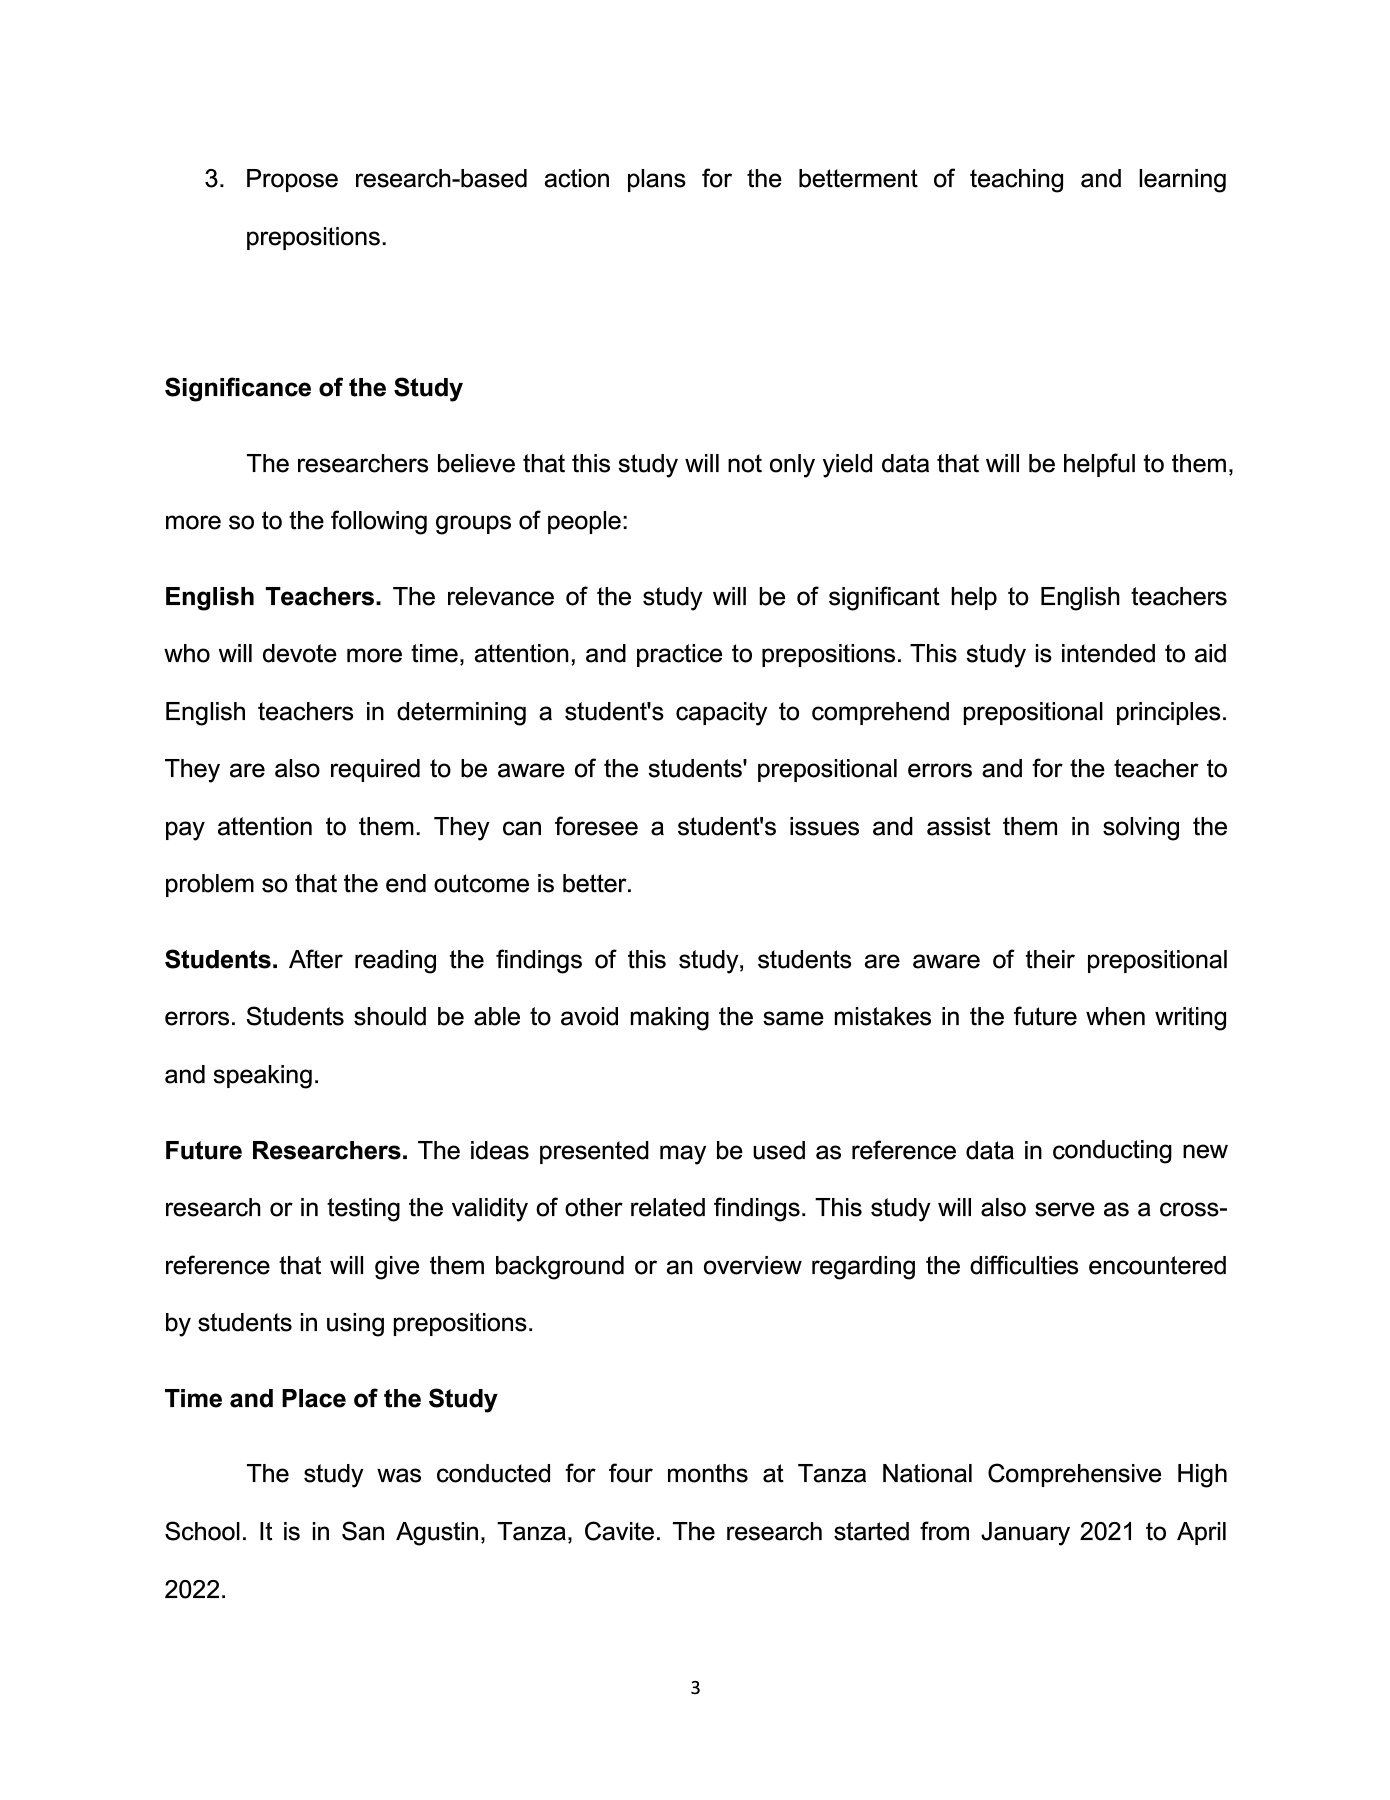 3. Propose research-based action plans for the betterment of teaching and learning
prepositions.
Significance of the Study
The researchers believe that this study will not only yield data that will be helpful to them,
more so to the following groups of people:
English Teachers. The relevance of the study will be of significant help to English teachers
who will devote more time, attention, and practice to prepositions. This study is intended to aid
English teachers in determining a student's capacity to comprehend prepositional principles.
They are also required to be aware of the students' prepositional errors and for the teacher to
pay attention to them. They can foresee a student's issues and assist them in solving the
problem so that the end outcome is better.
Students. After reading the findings of this study, students are aware of their prepositional
errors. Students should be able to avoid making the same mistakes in the future when writing
and speaking.
Future Researchers. The ideas presented may be used as reference data in conducting new
research or in testing the validity of other related findings. This study will also serve as a cross-
reference that will give them background or an overview regarding the difficulties encountered
by students in using prepositions.
Time and Place of the Study
The study was conducted for four months at Tanza National Comprehensive High
School. It is in San Agustin, Tanza, Cavite. The research started from January 2021 to April
2022.
3